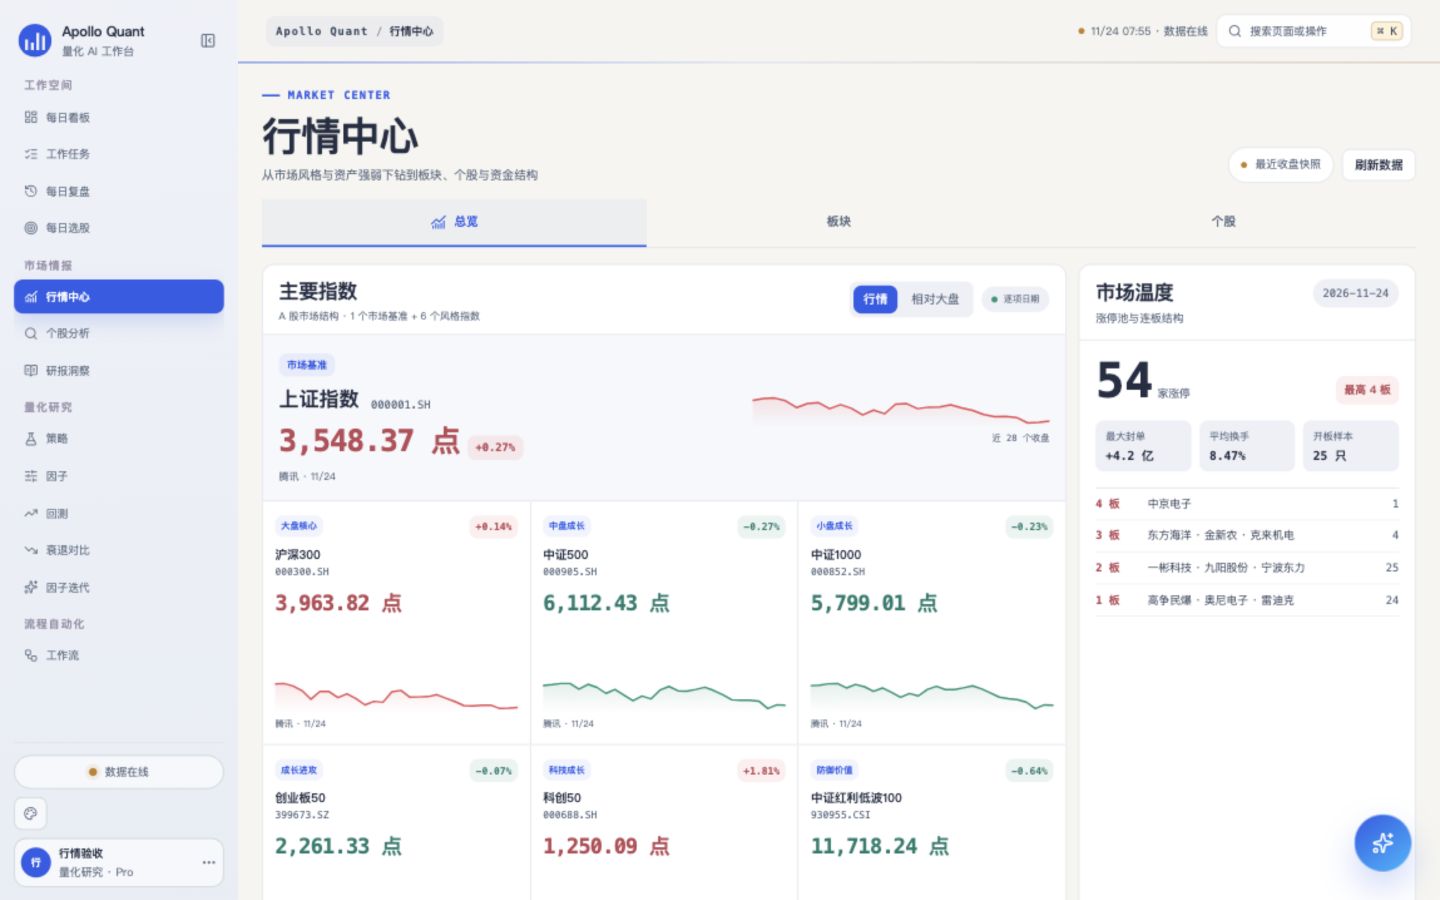 Apollo Quant
量化 AI 工作台
工作空间
每日看板
工作任务
每日复盘
每日选股
市场情报
行情中心
个股分析
研报洞察
量化研究
策略
因子
回测
衰退对比
因子迭代
流程自动化
工作流
数据在线
行
行情验收
量化研究 · Pro
Apollo Quant / 行情中心
11/24 07:55 · 数据在线
搜索页面或操作
⌘ K
MARKET CENTER
行情中心
从市场风格与资产强弱下钻到板块、个股与资金结构
最近收盘快照
刷新数据
总览
板块
个股
主要指数
A 股市场结构 · 1 个市场基准 + 6 个风格指数
行情
相对大盘
逐项日期
市场基准
上证指数 000001.SH
3,548.37 点 +0.27%
腾讯 · 11/24
近 28 个收盘
大盘核心 +0.14%
沪深300
000300.SH
3,963.82 点
腾讯 · 11/24
中盘成长 -0.27%
中证500
000905.SH
6,112.43 点
腾讯 · 11/24
小盘成长 -0.23%
中证1000
000852.SH
5,799.01 点
腾讯 · 11/24
成长进攻 -0.07%
创业板50
399673.SZ
2,261.33 点
科技成长 +1.81%
科创50
000688.SH
1,250.09 点
防御价值 -0.64%
中证红利低波100
930955.CSI
11,718.24 点
市场温度
2026-11-24
涨停池与连板结构
54 家涨停
最高 4 板
最大封单
+4.2 亿
平均换手
8.47%
开板样本
25 只
4 板 中京电子 1
3 板 东方海洋 · 金新农 · 克来机电 4
2 板 一彬科技 · 九阳股份 · 宁波东力 25
1 板 高争民爆 · 奥尼电子 · 雷迪克 24